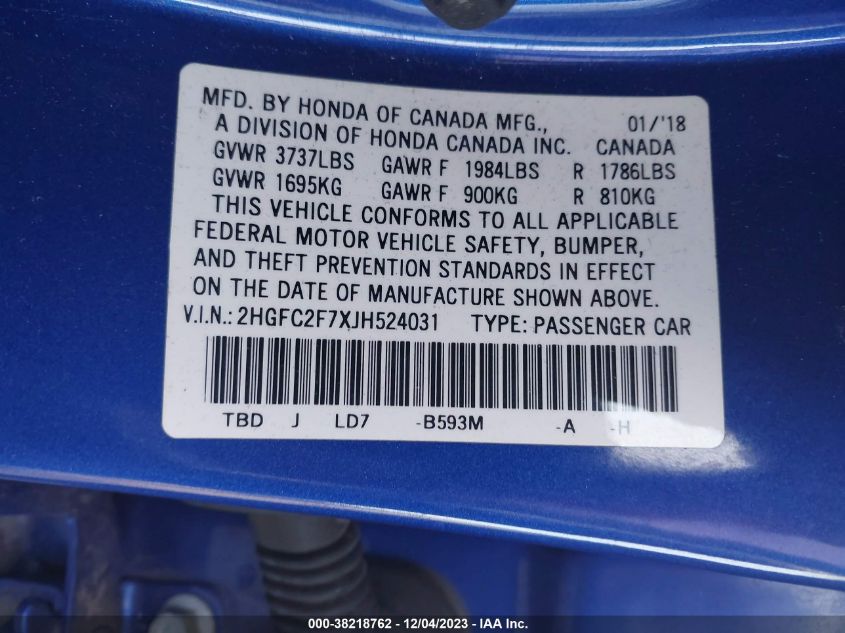 MFD. BY HONDA OF CANADA MFG., 01/'18
A DIVISION OF HONDA CANADA INC. CANADA
GVWR 3737LBS GAWR F 1984LBS R 1786LBS
GVWR 1695KG GAWR F 900KG R 810KG
THIS VEHICLE CONFORMS TO ALL APPLICABLE
FEDERAL MOTOR VEHICLE SAFETY, BUMPER,
AND THEFT PREVENTION STANDARDS IN EFFECT
ON THE DATE OF MANUFACTURE SHOWN ABOVE.
V.I.N.: 2HGFC2F7XJH524031 TYPE: PASSENGER CAR
TBD J LD7 -B593M -A -H
000-38218762 - 12/04/2023 - IAA Inc.